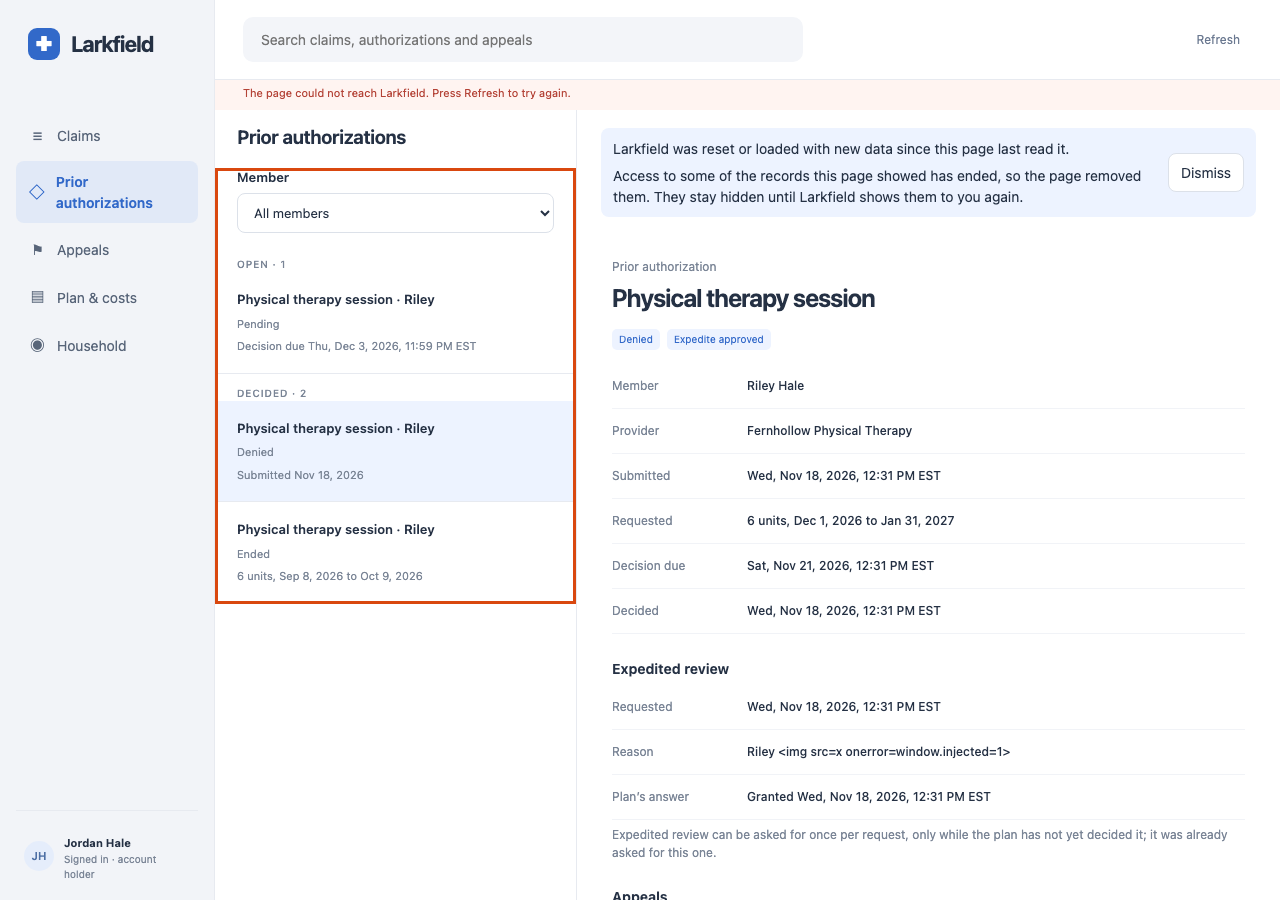 Larkfield
Search claims, authorizations and appeals
Refresh
The page could not reach Larkfield. Press Refresh to try again.
Claims
Prior
authorizations
Appeals
Plan & costs
Household
JH
Jordan Hale
Signed in · account
holder
Prior authorizations
Member
All members
OPEN · 1
Physical therapy session · Riley
Pending
Decision due Thu, Dec 3, 2026, 11:59 PM EST
DECIDED · 2
Physical therapy session · Riley
Denied
Submitted Nov 18, 2026
Physical therapy session · Riley
Ended
6 units, Sep 8, 2026 to Oct 9, 2026
Larkfield was reset or loaded with new data since this page last read it.
Access to some of the records this page showed has ended, so the page removed
them. They stay hidden until Larkfield shows them to you again.
Dismiss
Prior authorization
Physical therapy session
Denied Expedite approved
Member Riley Hale
Provider Fernhollow Physical Therapy
Submitted Wed, Nov 18, 2026, 12:31 PM EST
Requested 6 units, Dec 1, 2026 to Jan 31, 2027
Decision due Sat, Nov 21, 2026, 12:31 PM EST
Decided Wed, Nov 18, 2026, 12:31 PM EST
Expedited review
Requested Wed, Nov 18, 2026, 12:31 PM EST
Reason Riley <img src=x onerror=window.injected=1>
Plan's answer Granted Wed, Nov 18, 2026, 12:31 PM EST
Expedited review can be asked for once per request, only while the plan has not yet decided it; it was already
asked for this one.
Appeals